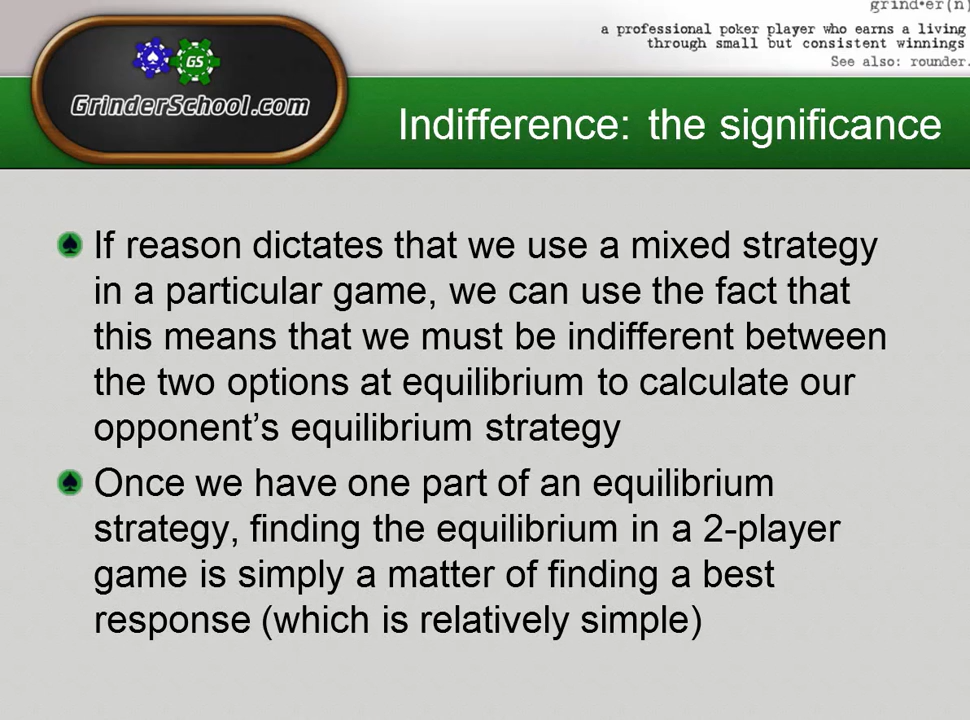 grind•er(n)
a professional poker player who earns a living
through small but consistent winnings
See also: rounder.
GS
GrinderSchool.com
Indifference: the significance
If reason dictates that we use a mixed strategy
in a particular game, we can use the fact that
this means that we must be indifferent between
the two options at equilibrium to calculate our
opponent’s equilibrium strategy
Once we have one part of an equilibrium
strategy, finding the equilibrium in a 2-player
game is simply a matter of finding a best
response (which is relatively simple)